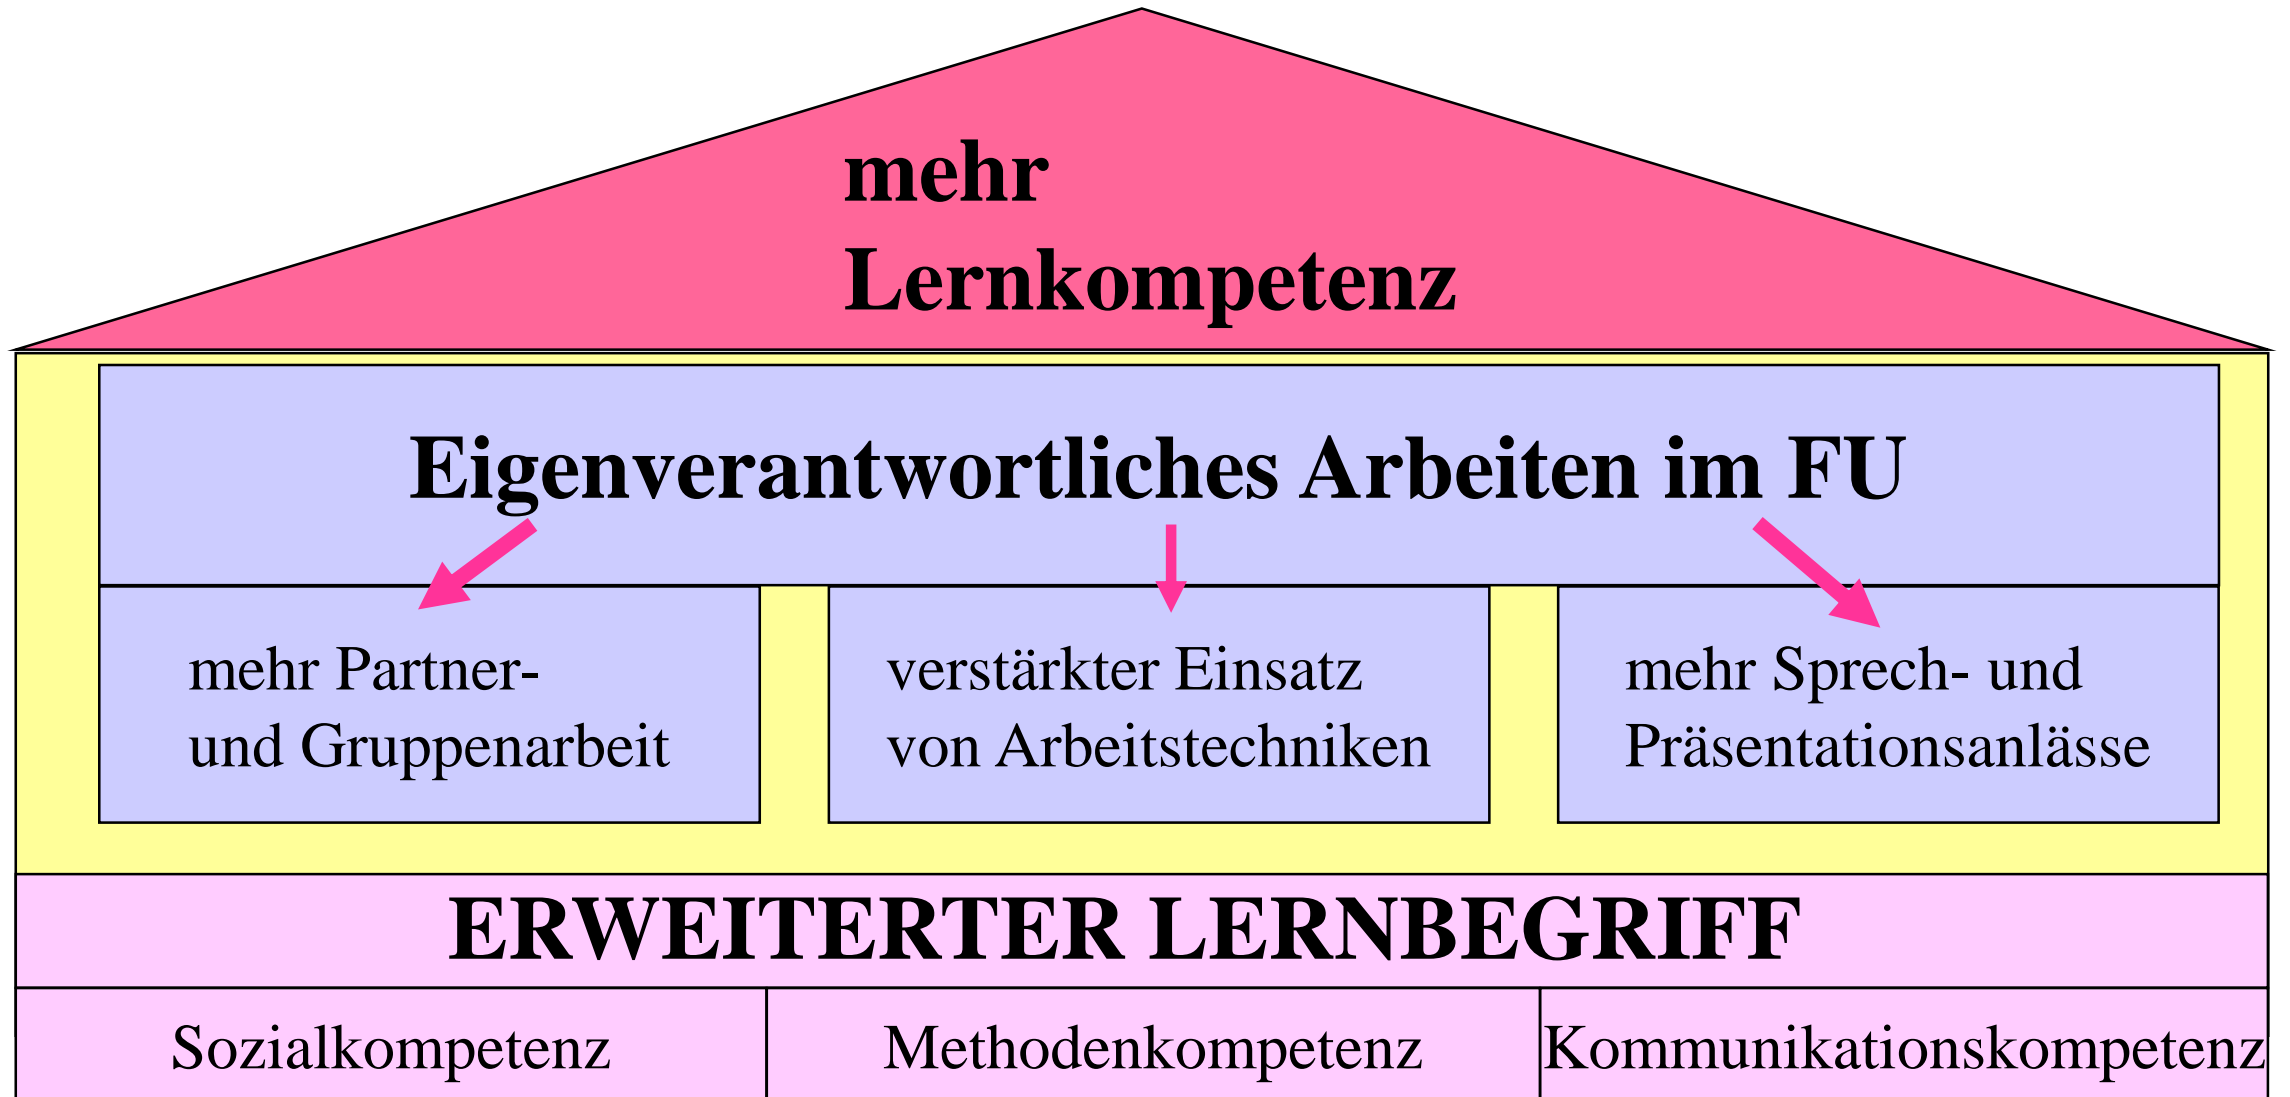 mehr
Lernkompetenz
Eigenverantwortliches Arbeiten im FU
mehr Partner-
und Gruppenarbeit
verstärkter Einsatz
von Arbeitstechniken
mehr Sprech- und
Präsentationsanlässe
ERWEITERTER LERNBEGRIFF
Sozialkompetenz
Methodenkompetenz
Kommunikationskompetenz